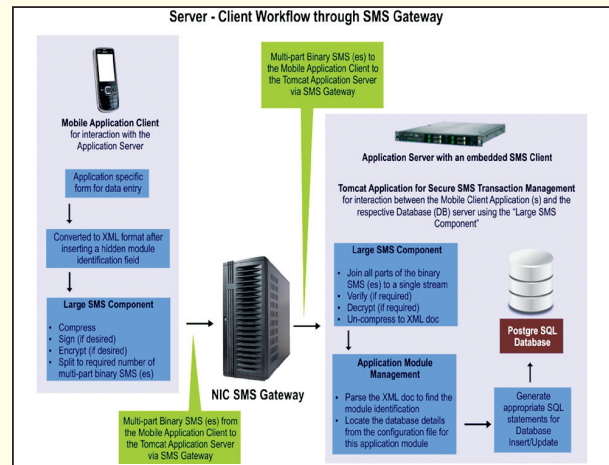 Server - Client Workflow through SMS Gateway
Mobile Application Client
for interaction with the
Application Server
Application specific
form for data entry
Converted to XML format after
inserting a hidden module
identification field
Large SMS Component
• Compress
• Sign (if desired)
• Encrypt (if desired)
• Split to required number of
multi-part binary SMS (es)
Multi-part Binary SMS (es) from
the Mobile Application Client to
the Tomcat Application Server
via SMS Gateway
NIC SMS Gateway
Multi-part Binary SMS (es) to
the Mobile Application Client to
the Tomcat Application Server
via SMS Gateway
Application Server with an embedded SMS Client
Tomcat Application for Secure SMS Transaction Management
for interaction between the Mobile Client Application (s) and the
respective Database (DB) server using the “Large SMS
Component”
Large SMS Component
• Join all parts of the binary
SMS (es) to a single stream
• Verify (if required)
• Decrypt (if required)
• Un-compress to XML doc
Application Module
Management
• Parse the XML doc to find the
module identification
• Locate the database details
from the configuration file for
this application module
Generate
appropriate SQL
statements for
Database
Insert/Update
Postgre SQL
Database